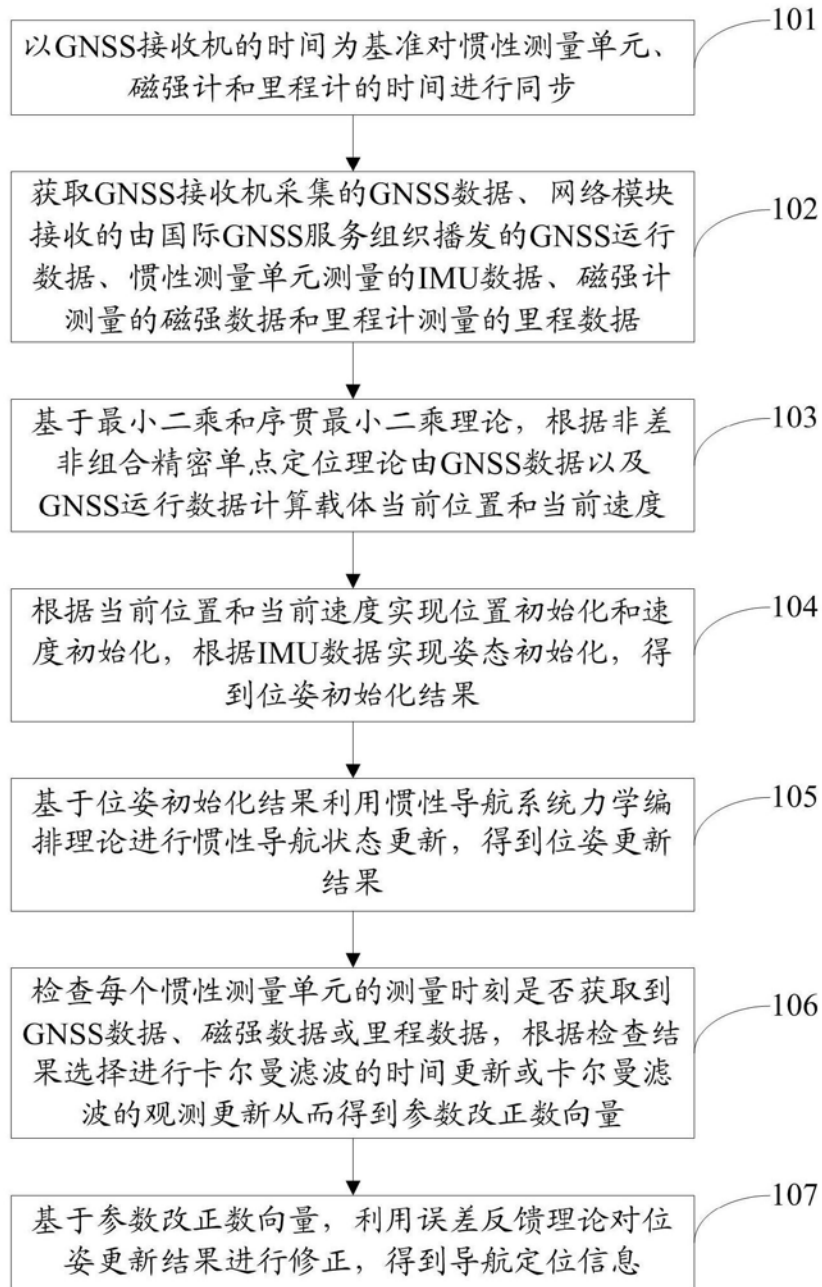 以GNSS接收机的时间为基准对惯性测量单元、
磁强计和里程计的时间进行同步
101
获取GNSS接收机采集的GNSS数据、网络模块
接收的由国际GNSS服务组织播发的GNSS运行
数据、惯性测量单元测量的IMU数据、磁强计
测量的磁强数据和里程计测量的里程数据
102
基于最小二乘和序贯最小二乘理论，根据非差
非组合精密单点定位理论由GNSS数据以及
GNSS运行数据计算载体当前位置和当前速度
103
根据当前位置和当前速度实现位置初始化和速
度初始化，根据IMU数据实现姿态初始化，得
到位姿初始化结果
104
基于位姿初始化结果利用惯性导航系统力学编
排理论进行惯性导航状态更新，得到位姿更新
结果
105
检查每个惯性测量单元的测量时刻是否获取到
GNSS数据、磁强数据或里程数据，根据检查结
果选择进行卡尔曼滤波的时间更新或卡尔曼滤
波的观测更新从而得到参数改正数向量
106
基于参数改正数向量，利用误差反馈理论对位
姿更新结果进行修正，得到导航定位信息
107